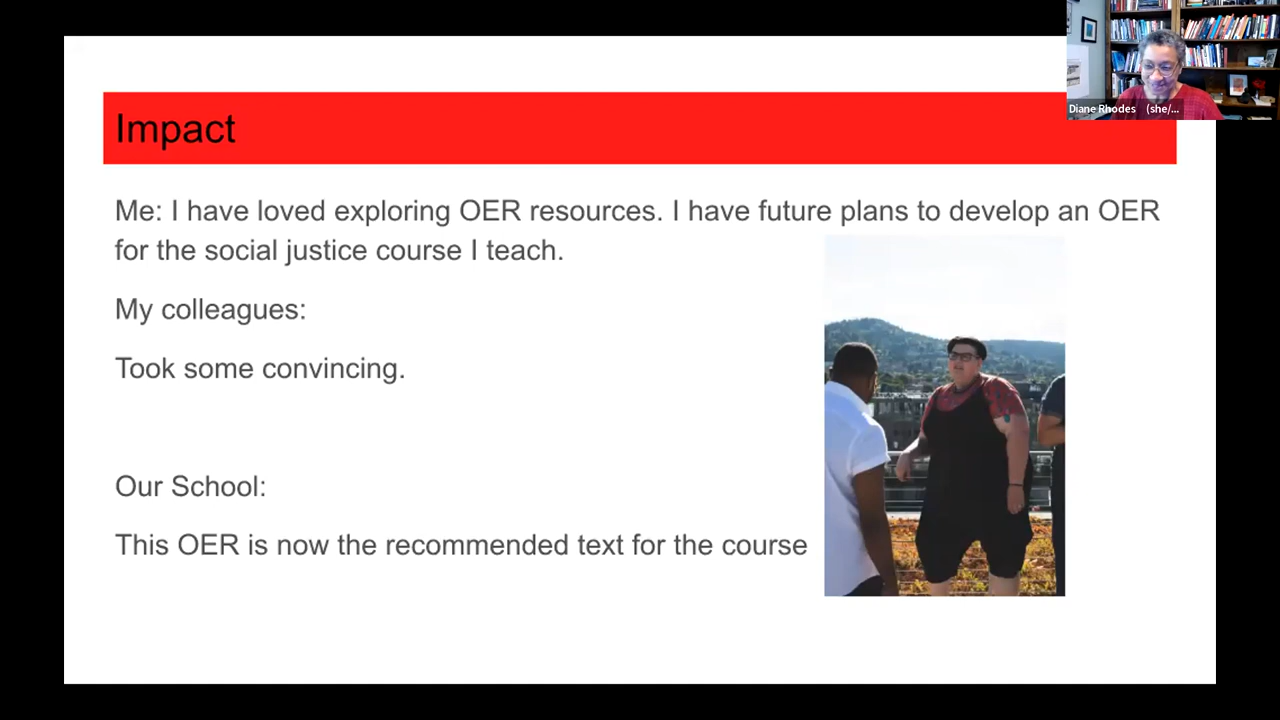 Impact
Diane Rhodes (she/...
Me: I have loved exploring OER resources. I have future plans to develop an OER
for the social justice course I teach.
My colleagues:
Took some convincing.
Our School:
This OER is now the recommended text for the course